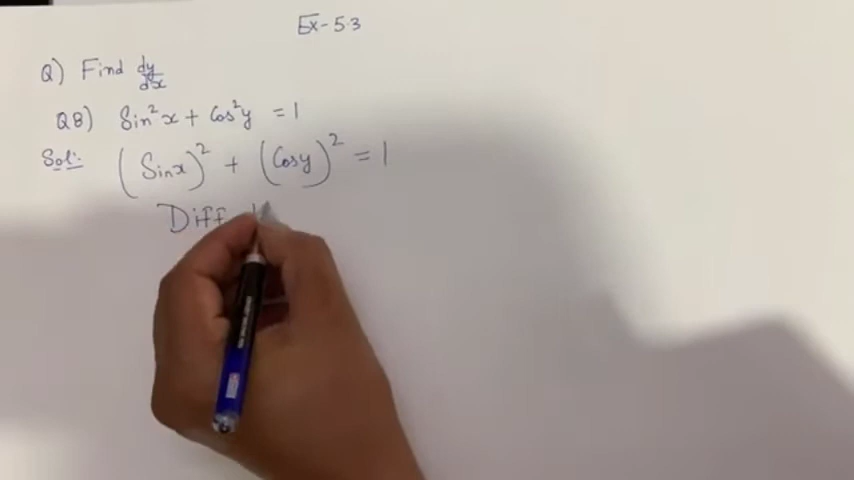 Ex-5.3
Q) Find dy/dx
Q8) Sin²x + Cos²y = 1
Sol:- (Sinx)² + (Cosy)² = 1
Diff